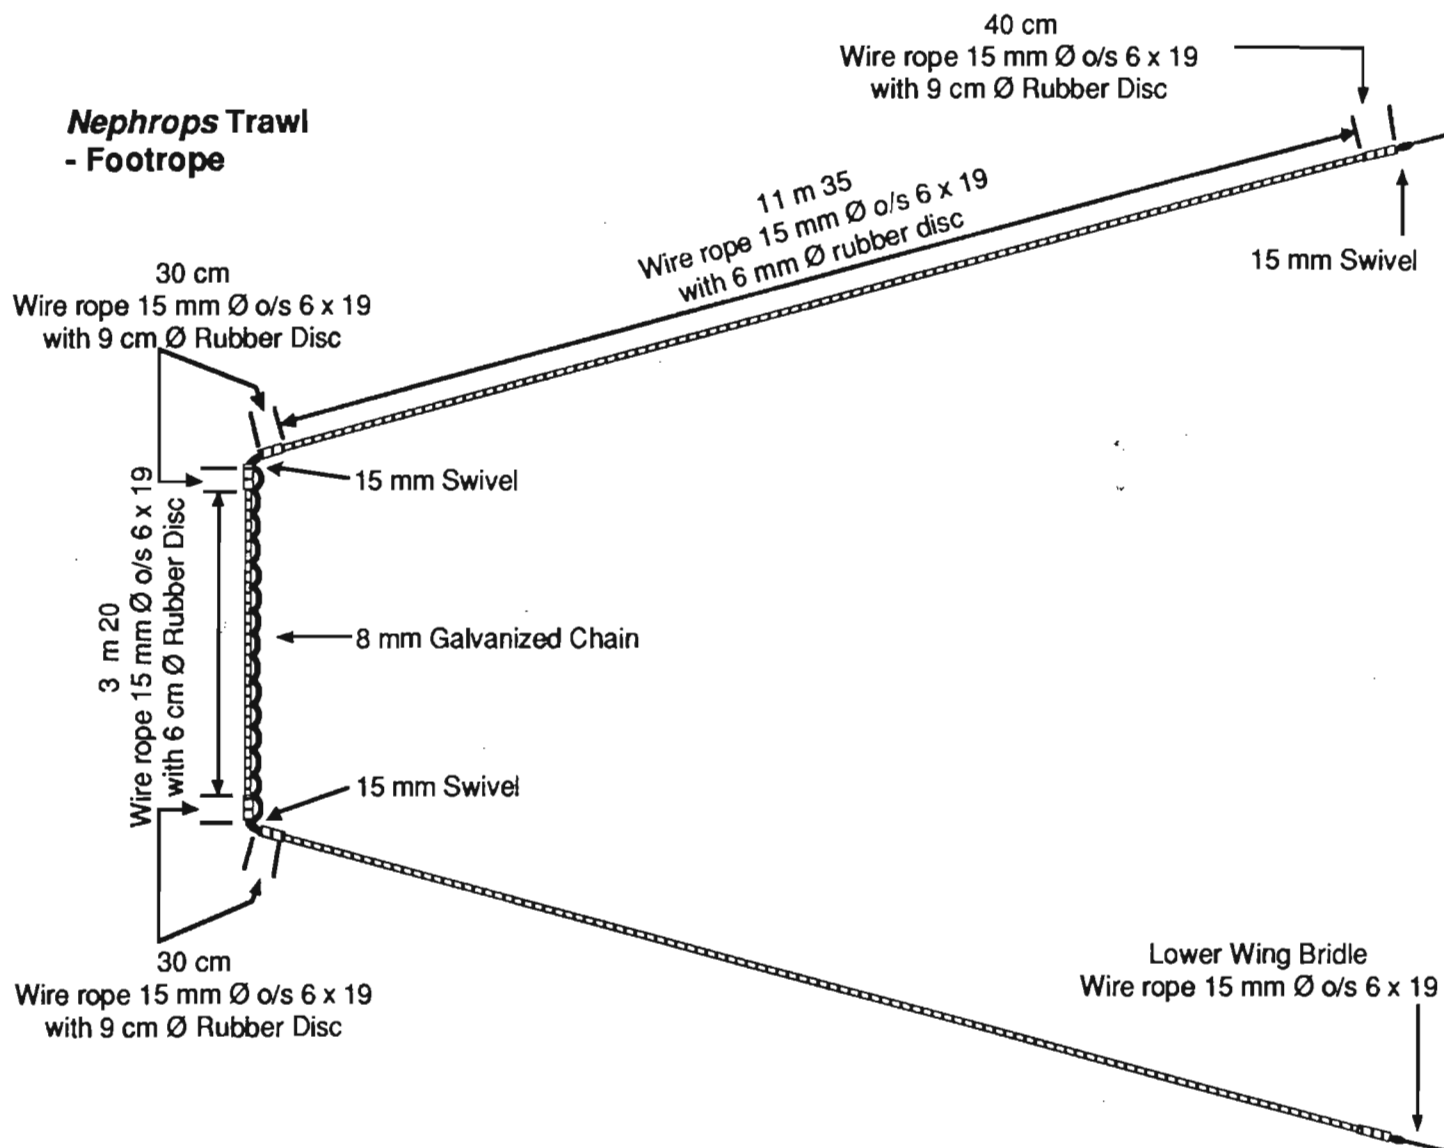 40 cm
Wire rope 15 mm Ø o/s 6 x 19
with 9 cm Ø Rubber Disc
Nephrops Trawl
- Footrope
11 m 35
Wire rope 15 mm Ø o/s 6 x 19
with 6 mm Ø rubber disc
15 mm Swivel
30 cm
Wire rope 15 mm Ø o/s 6 x 19
with 9 cm Ø Rubber Disc
15 mm Swivel
3 m 20
Wire rope 15 mm Ø o/s 6 x 19
with 6 cm Ø Rubber Disc
8 mm Galvanized Chain
15 mm Swivel
30 cm
Wire rope 15 mm Ø o/s 6 x 19
with 9 cm Ø Rubber Disc
Lower Wing Bridle
Wire rope 15 mm Ø o/s 6 x 19